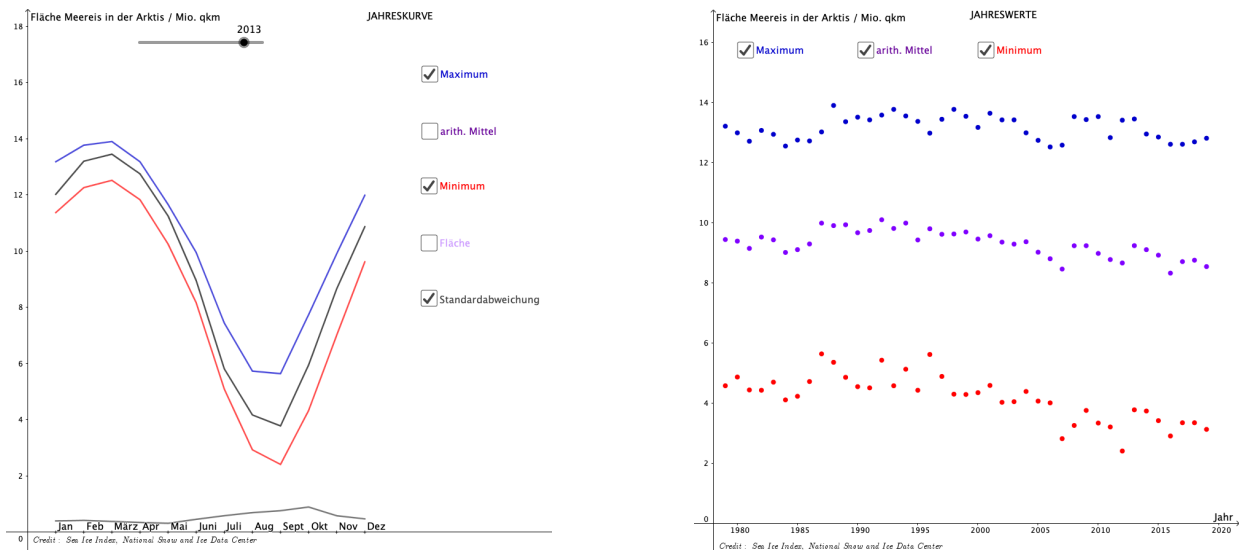 Fläche Meereis in der Arktis / Mio. qkm
JAHRESKURVE
2013
18
16
14
12
10
8
6
4
2
0
Maximum
arith. Mittel
Minimum
Fläche
Standardabweichung
Jan Feb März Apr Mai Juni Juli Aug Sept Okt Nov Dez
Credit : Sea Ice Index, National Snow and Ice Data Center
Fläche Meereis in der Arktis / Mio. qkm
JAHRESWERTE
Maximum arith. Mittel Minimum
16
14
12
10
8
6
4
2
0
Jahr
1980 1985 1990 1995 2000 2005 2010 2015 2020
Credit : Sea Ice Index, National Snow and Ice Data Center